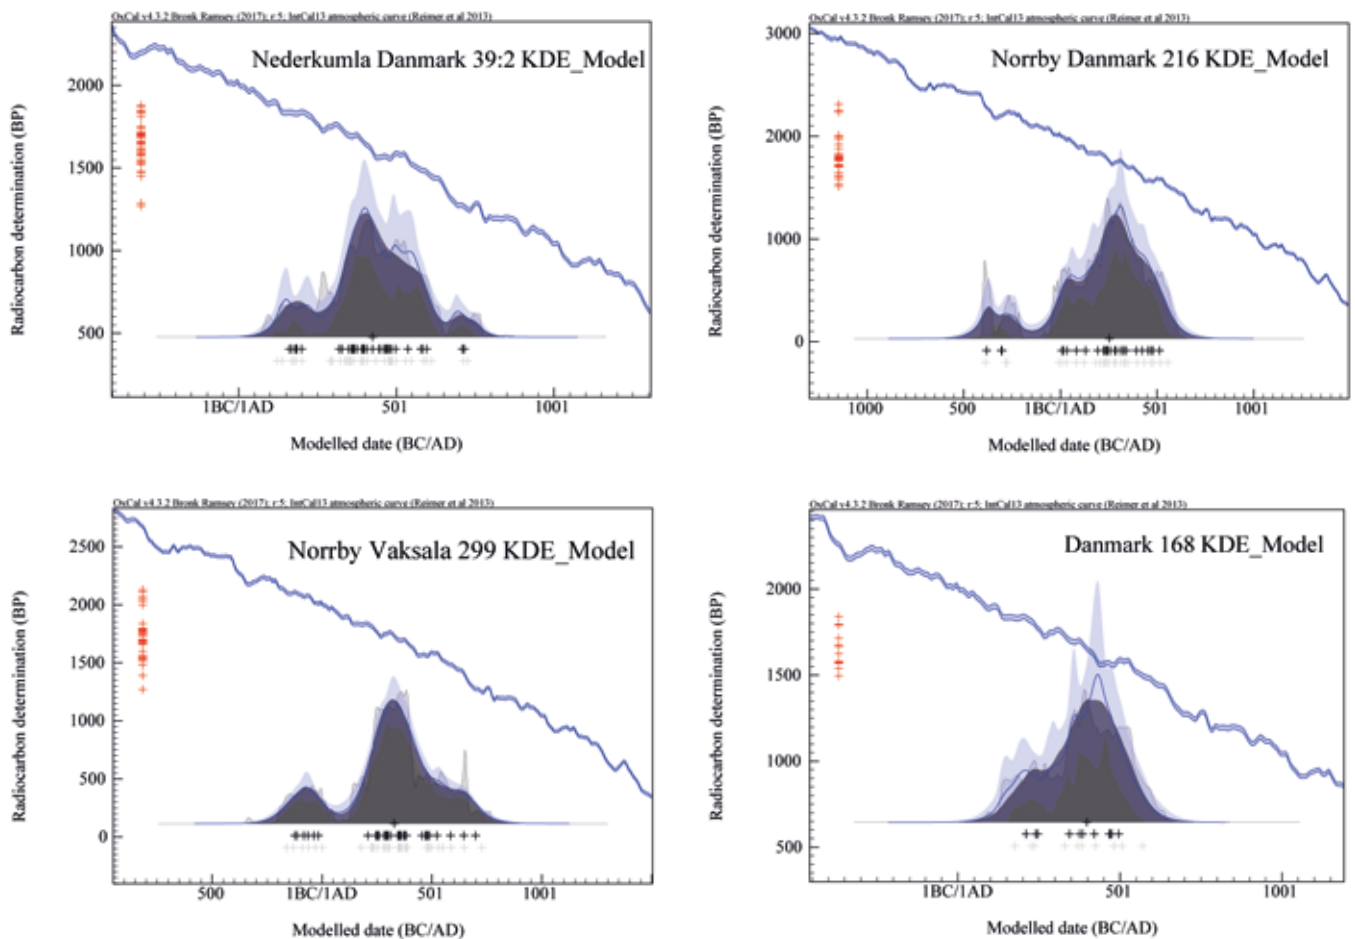 OxCal v4.3.2 Bronk Ramsey (2017); r:5; IntCal13 atmospheric curve (Reimer et al 2013)
Nederkumla Danmark 39:2 KDE_Model
Radiocarbon determination (BP)
2000
1500
1000
500
1BC/1AD 501 1001
Modelled date (BC/AD)
OxCal v4.3.2 Bronk Ramsey (2017); r:5; IntCal13 atmospheric curve (Reimer et al 2013)
Norrby Danmark 216 KDE_Model
Radiocarbon determination (BP)
3000
2000
1000
0
1000 500 1BC/1AD 501 1001
Modelled date (BC/AD)
OxCal v4.3.2 Bronk Ramsey (2017); r:5; IntCal13 atmospheric curve (Reimer et al 2013)
Norrby Vaksala 299 KDE_Model
Radiocarbon determination (BP)
2500
2000
1500
1000
500
0
500 1BC/1AD 501 1001
Modelled date (BC/AD)
OxCal v4.3.2 Bronk Ramsey (2017); r:5; IntCal13 atmospheric curve (Reimer et al 2013)
Danmark 168 KDE_Model
Radiocarbon determination (BP)
2000
1500
1000
500
1BC/1AD 501 1001
Modelled date (BC/AD)